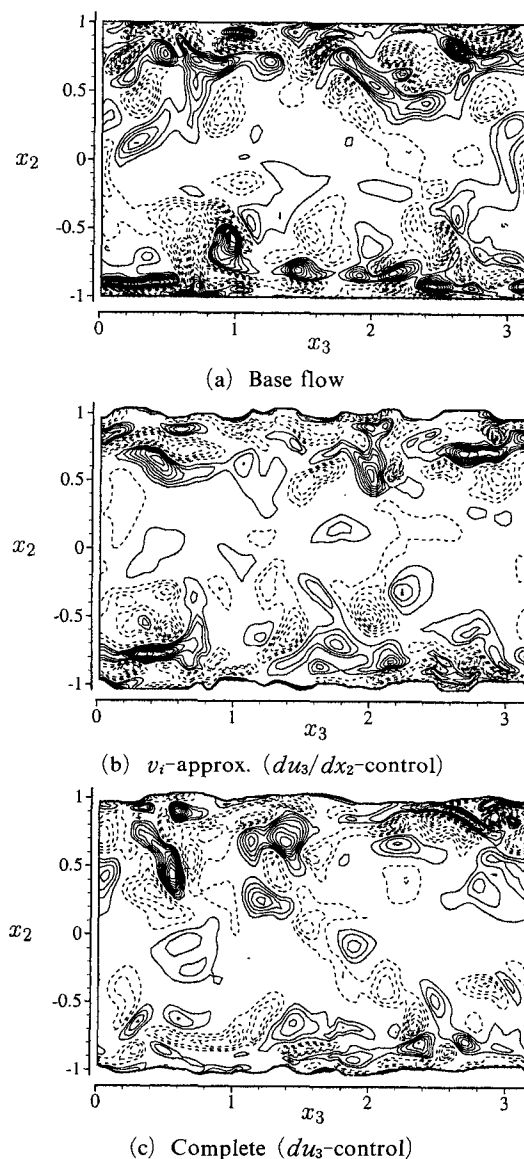 1
0.5
x₂
0
-0.5
-1
0 1 2 3
x₃
(a) Base flow
1
0.5
x₂
0
-0.5
-1
0 1 2 3
x₃
(b) vᵢ-approx. (du₃/dx₂-control)
1
0.5
x₂
0
-0.5
-1
0 1 2 3
x₃
(c) Complete (du₃-control)